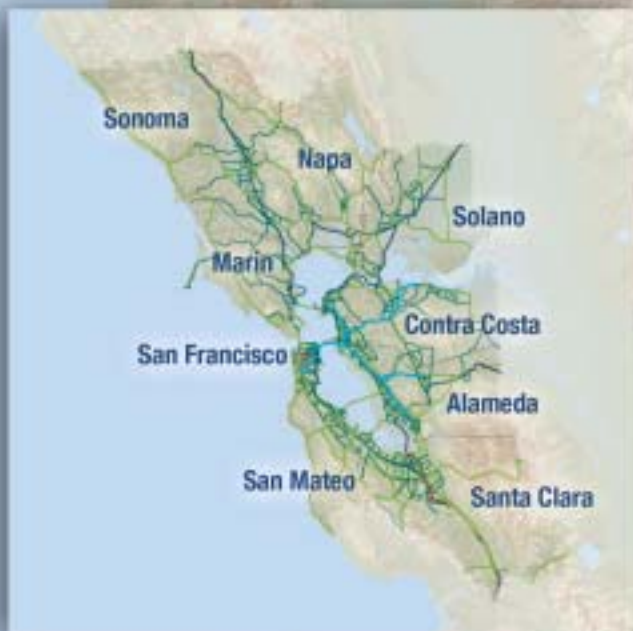 Sonoma
Napa
Solano
Marin
Contra Costa
San Francisco
Alameda
San Mateo
Santa Clara